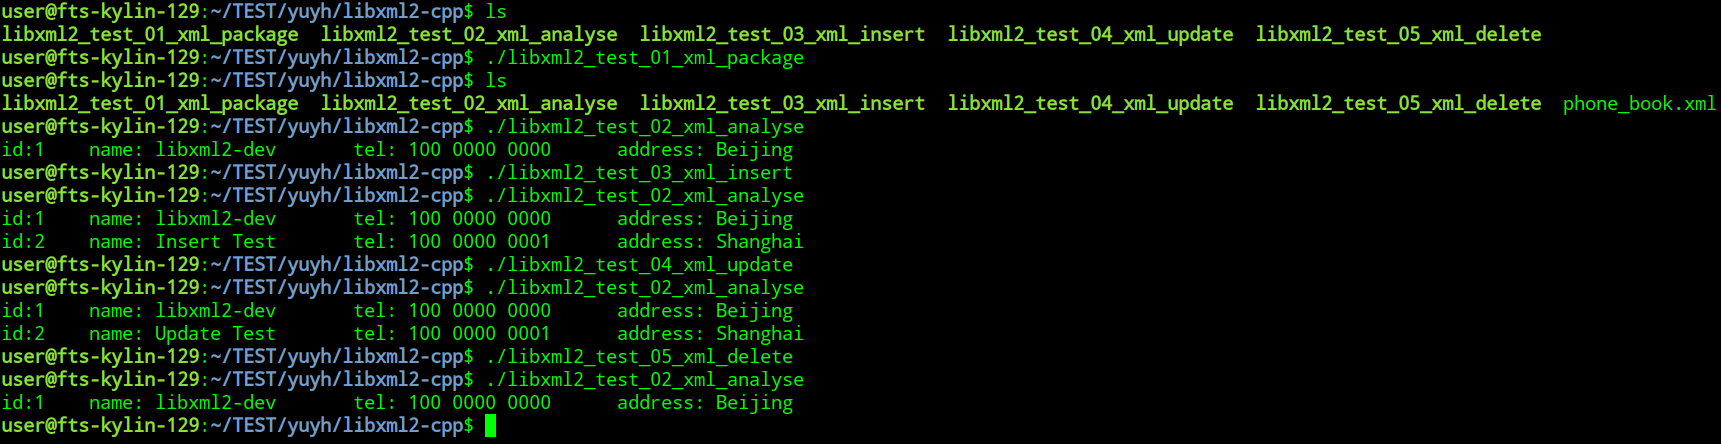 user@fts-kylin-129:~/TEST/yuyh/libxml2-cpp$ ls
libxml2_test_01_xml_package  libxml2_test_02_xml_analyse  libxml2_test_03_xml_insert  libxml2_test_04_xml_update  libxml2_test_05_xml_delete
user@fts-kylin-129:~/TEST/yuyh/libxml2-cpp$ ./libxml2_test_01_xml_package
user@fts-kylin-129:~/TEST/yuyh/libxml2-cpp$ ls
libxml2_test_01_xml_package  libxml2_test_02_xml_analyse  libxml2_test_03_xml_insert  libxml2_test_04_xml_update  libxml2_test_05_xml_delete  phone_book.xml
user@fts-kylin-129:~/TEST/yuyh/libxml2-cpp$ ./libxml2_test_02_xml_analyse
id:1    name: libxml2-dev       tel: 100 0000 0000      address: Beijing
user@fts-kylin-129:~/TEST/yuyh/libxml2-cpp$ ./libxml2_test_03_xml_insert
user@fts-kylin-129:~/TEST/yuyh/libxml2-cpp$ ./libxml2_test_02_xml_analyse
id:1    name: libxml2-dev       tel: 100 0000 0000      address: Beijing
id:2    name: Insert Test       tel: 100 0000 0001      address: Shanghai
user@fts-kylin-129:~/TEST/yuyh/libxml2-cpp$ ./libxml2_test_04_xml_update
user@fts-kylin-129:~/TEST/yuyh/libxml2-cpp$ ./libxml2_test_02_xml_analyse
id:1    name: libxml2-dev       tel: 100 0000 0000      address: Beijing
id:2    name: Update Test       tel: 100 0000 0001      address: Shanghai
user@fts-kylin-129:~/TEST/yuyh/libxml2-cpp$ ./libxml2_test_05_xml_delete
user@fts-kylin-129:~/TEST/yuyh/libxml2-cpp$ ./libxml2_test_02_xml_analyse
id:1    name: libxml2-dev       tel: 100 0000 0000      address: Beijing
user@fts-kylin-129:~/TEST/yuyh/libxml2-cpp$